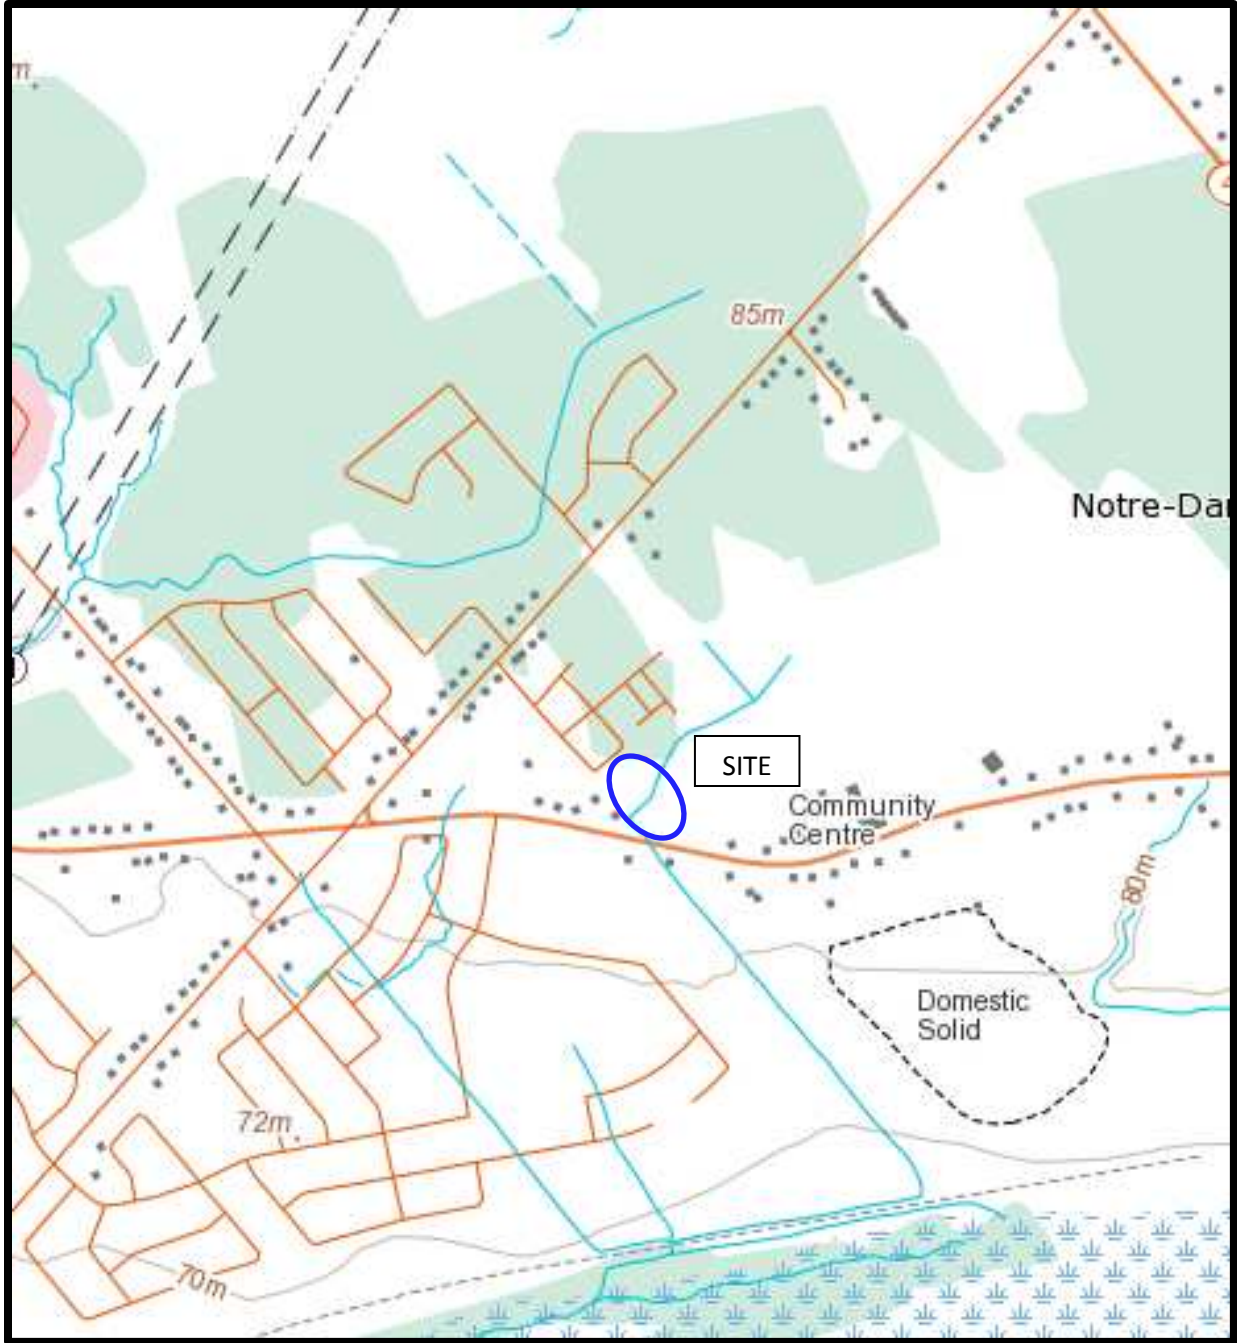 m.
85m
Notre-Da
SITE
Community
Centre
80m
Domestic
Solid
72m.
70m